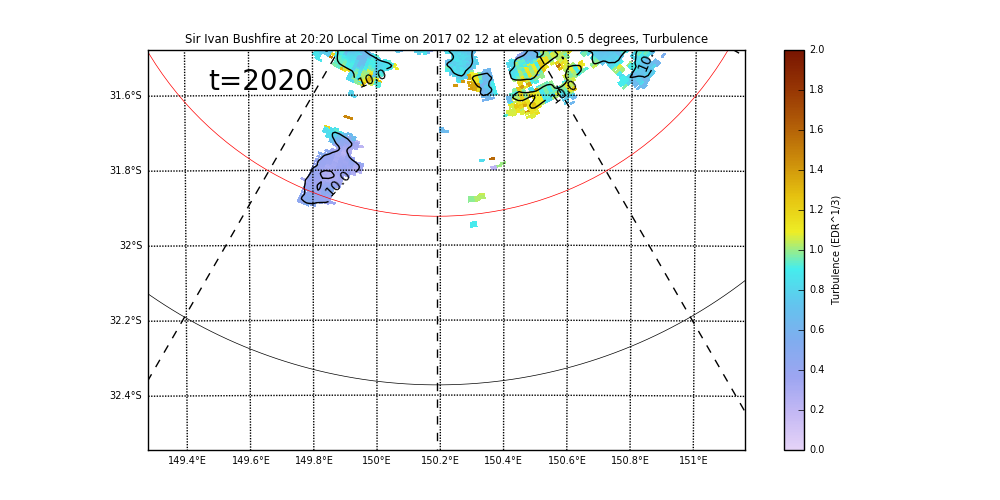 Sir Ivan Bushfire at 20:20 Local Time on 2017 02 12 at elevation 0.5 degrees, Turbulence
t=2020
31.6°S
31.8°S
32°S
32.2°S
32.4°S
149.4°E 149.6°E 149.8°E 150°E 150.2°E 150.4°E 150.6°E 150.8°E 151°E
10.0
10.0
10.0
2.0
1.8
1.6
1.4
1.2
1.0
0.8
0.6
0.4
0.2
0.0
Turbulence (EDR^1/3)